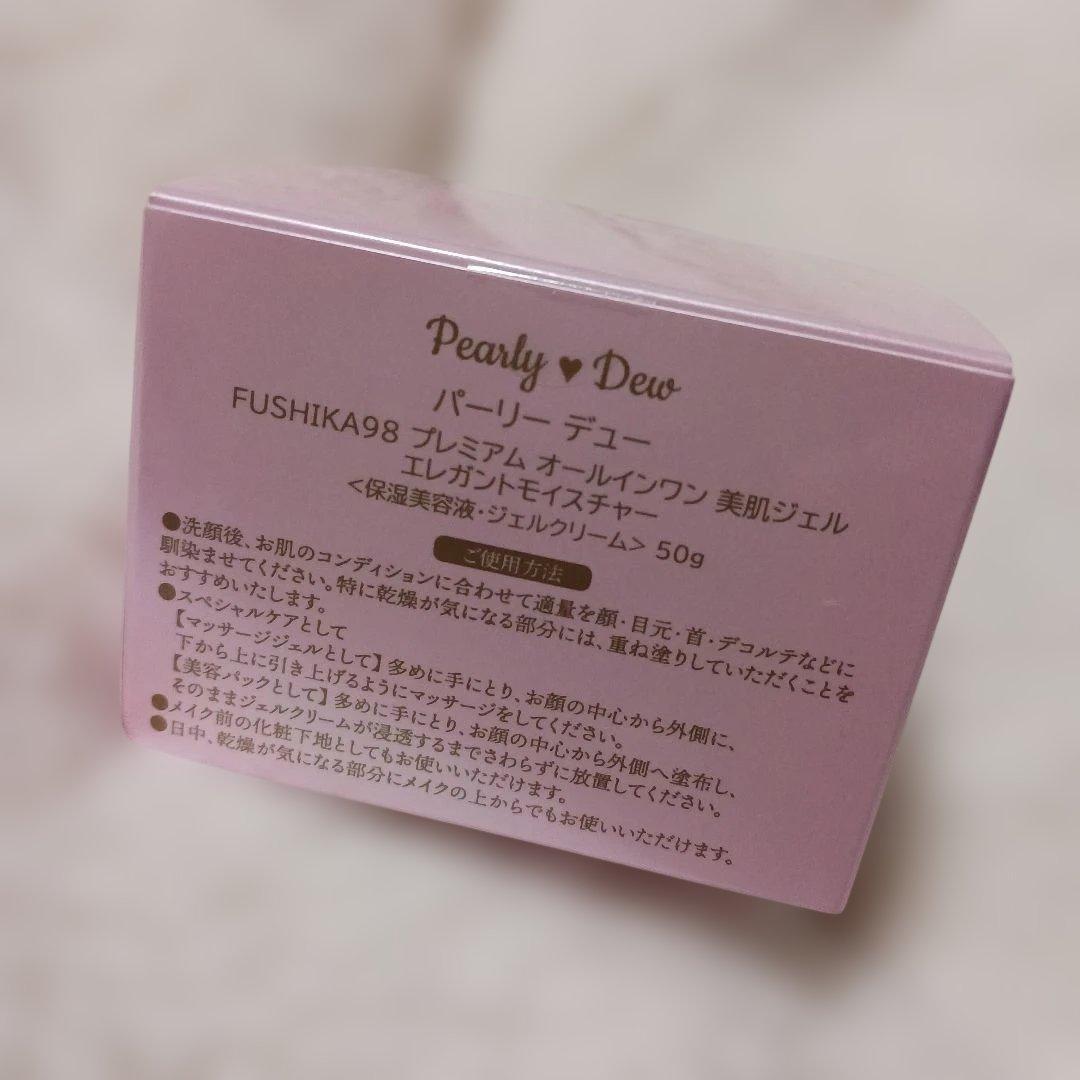 Pearly ♥ Dew
パーリー デュー
FUSHIKA98 プレミアム オールインワン 美肌ジェル
エレガントモイスチャー
<保湿美容液・ジェルクリーム> 50g
ご使用方法
●洗顔後、お肌のコンディションに合わせて適量を顔・目元・首・デコルテなどに
馴染ませてください。特に乾燥が気になる部分には、重ね塗りしていただくことを
おすすめいたします。
●スペシャルケアとして
【マッサージジェルとして】多めに手にとり、お顔の中心から外側に、
下から上に引き上げるようにマッサージをしてください。
【美容パックとして】多めに手にとり、お顔の中心から外側へ塗布し、
そのままジェルクリームが浸透するまでさわらずに放置してください。
●メイク前の化粧下地としてもお使いいただけます。
●日中、乾燥が気になる部分にメイクの上からでもお使いいただけます。